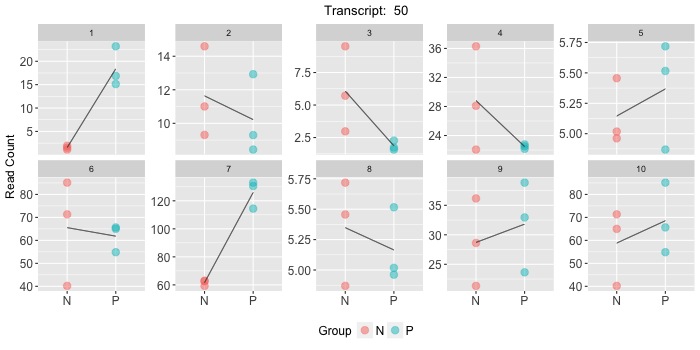 Transcript: 50
1 2 3 4 5
20 15 10 5
14 12 10
7.5 5.0 2.5
36 32 28 24
5.75 5.50 5.25 5.00
Read Count
6 7 8 9 10
80 70 60 50 40
120 100 80 60
5.75 5.50 5.25 5.00
35 30 25
80 70 60 50 40
N P N P N P N P N P
Group N P